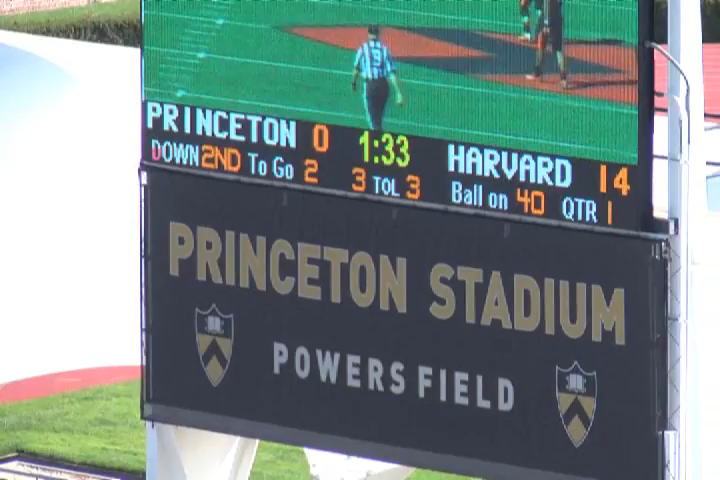 PRINCETON 0 1:33 HARVARD 14
DOWN 2ND To Go 2 3 TOL 3 Ball on 40 QTR 1
PRINCETON STADIUM
POWERS FIELD